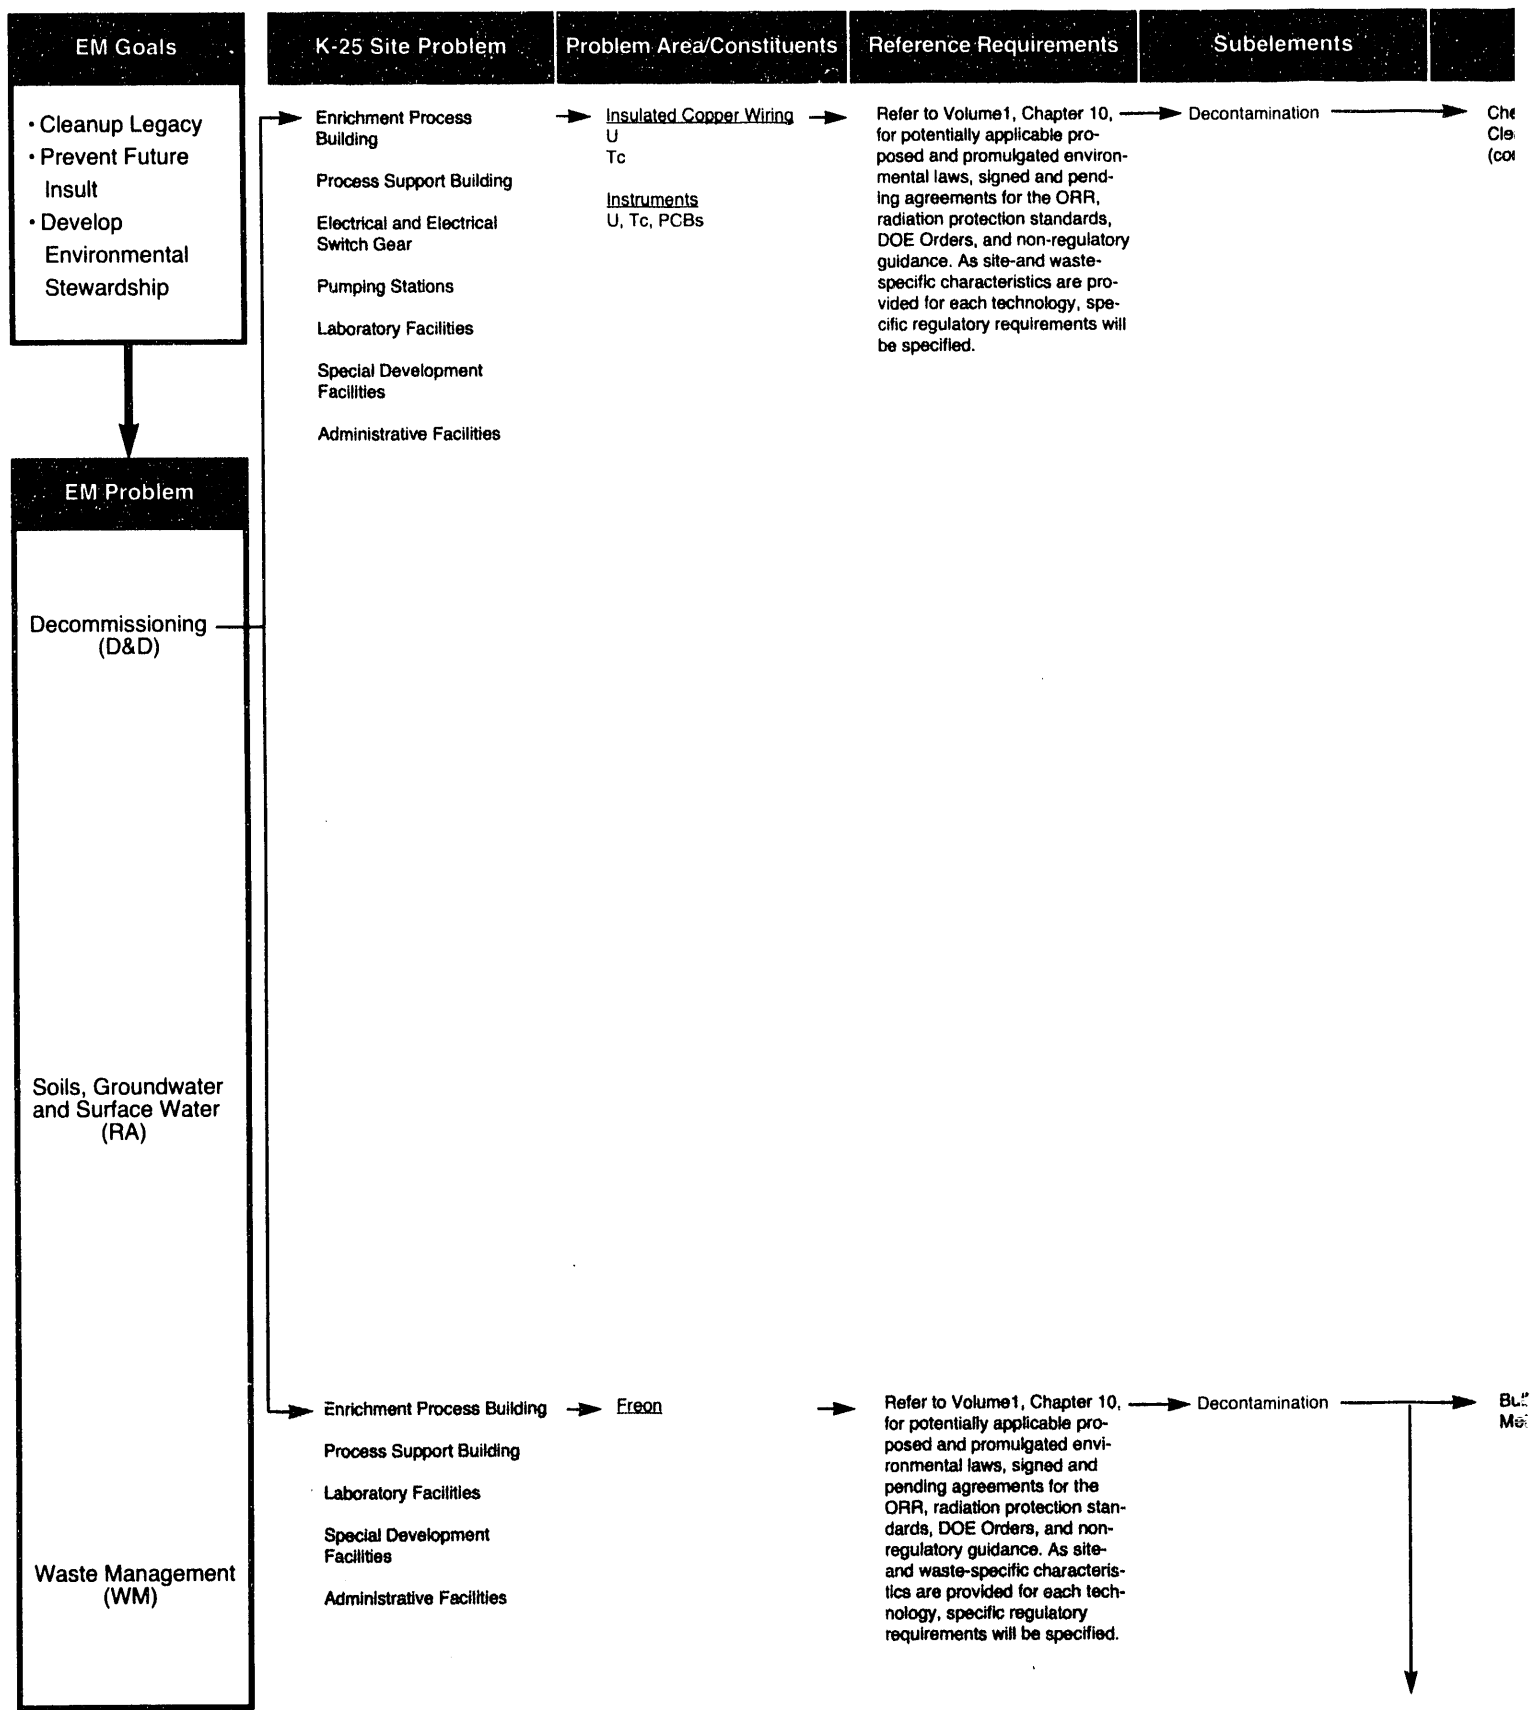 EM Goals
K-25 Site Problem
Problem Area/Constituents
Reference Requirements
Subelements
• Cleanup Legacy
• Prevent Future
Insult
• Develop
Environmental
Stewardship
EM Problem
Decommissioning
(D&D)
Soils, Groundwater
and Surface Water
(RA)
Waste Management
(WM)
Enrichment Process
Building
Process Support Building
Electrical and Electrical
Switch Gear
Pumping Stations
Laboratory Facilities
Special Development
Facilities
Administrative Facilities
Insulated Copper Wiring
U
Tc
Instruments
U, Tc, PCBs
Refer to Volume1, Chapter 10,
for potentially applicable pro-
posed and promulgated environ-
mental laws, signed and pend-
ing agreements for the ORR,
radiation protection standards,
DOE Orders, and non-regulatory
guidance. As site-and waste-
specific characteristics are pro-
vided for each technology, spe-
cific regulatory requirements will
be specified.
Decontamination
Enrichment Process Building
Process Support Building
Laboratory Facilities
Special Development
Facilities
Administrative Facilities
Freon
Refer to Volume1, Chapter 10,
for potentially applicable pro-
posed and promulgated envi-
ronmental laws, signed and
pending agreements for the
ORR, radiation protection stan-
dards, DOE Orders, and non-
regulatory guidance. As site-
and waste-specific characteris-
tics are provided for each tech-
nology, specific regulatory
requirements will be specified.
Decontamination